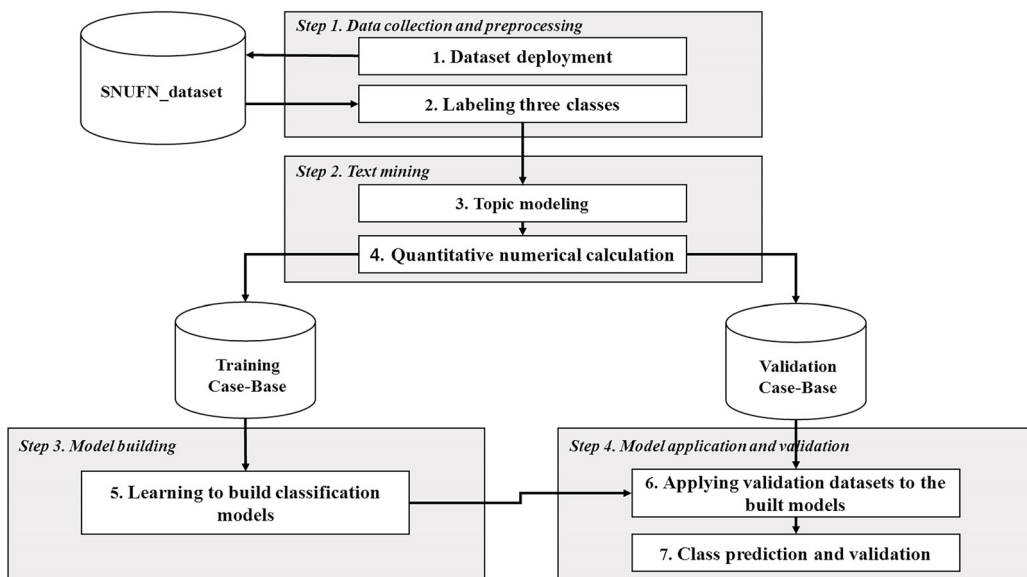 Step 1. Data collection and preprocessing
1. Dataset deployment
SNUFN_dataset
2. Labeling three classes
Step 2. Text mining
3. Topic modeling
4. Quantitative numerical calculation
Training
Case-Base
Validation
Case-Base
Step 3. Model building
5. Learning to build classification
models
Step 4. Model application and validation
6. Applying validation datasets to the
built models
7. Class prediction and validation